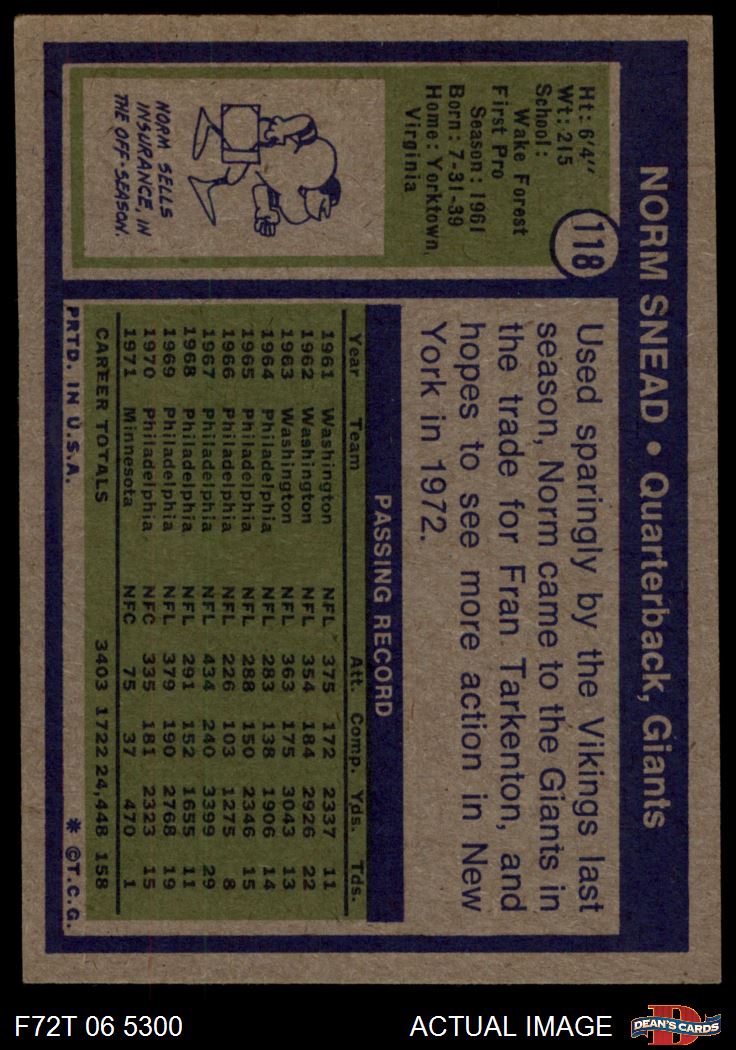 NORM SNEAD • Quarterback, Giants
118
Ht: 6'4"
Wt: 215
School:
Wake Forest
First Pro
Season: 1961
Born: 7-31-39
Home: Yorktown,
Virginia
NORM SELLS
INSURANCE, IN
THE OFF-SEASON.
Used sparingly by the Vikings last
season, Norm came to the Giants in
the trade for Fran Tarkenton, and
hopes to see more action in New
York in 1972.
PASSING RECORD
Year Team Att. Comp. Yds. Tds.
1961 Washington NFL 375 172 2337 11
1962 Washington NFL 354 184 2926 22
1963 Washington NFL 363 175 3043 13
1964 Philadelphia NFL 283 138 1906 14
1965 Philadelphia NFL 288 150 2346 15
1966 Philadelphia NFL 226 103 1275 8
1967 Philadelphia NFL 434 240 3399 29
1968 Philadelphia NFL 291 152 1655 11
1969 Philadelphia NFL 379 190 2768 19
1970 Philadelphia NFC 335 181 2323 15
1971 Minnesota NFC 75 37 470 1
CAREER TOTALS 3403 1722 24,448 158
PRTD. IN U.S.A. * ©T.C.G.
F72T 06 5300 ACTUAL IMAGE DEAN'S CARDS